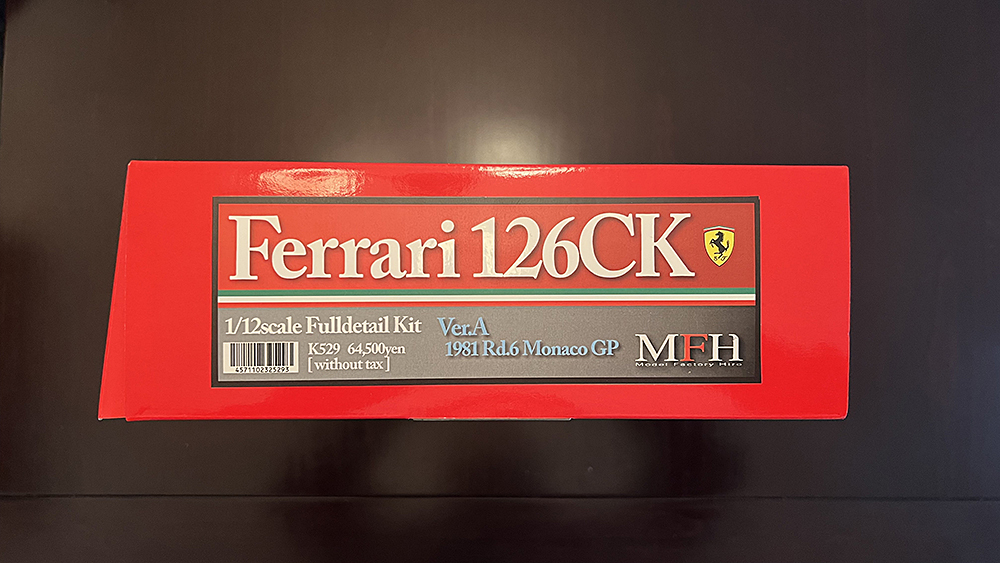 Ferrari 126CK
1/12scale Fulldetail Kit
K529 64,500yen
[without tax]
4571102325293
Ver.A
1981 Rd.6 Monaco GP
MFH
Model Factory Hiro